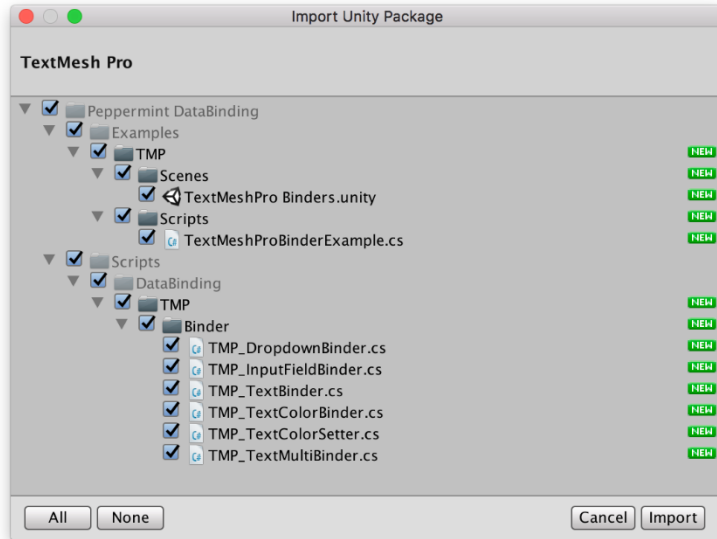 Import Unity Package
TextMesh Pro
Peppermint DataBinding
Examples
TMP NEW
Scenes NEW
TextMeshPro Binders.unity NEW
Scripts NEW
TextMeshProBinderExample.cs NEW
Scripts
DataBinding
TMP NEW
Binder NEW
C# TMP_DropdownBinder.cs NEW
C# TMP_InputFieldBinder.cs NEW
C# TMP_TextBinder.cs NEW
C# TMP_TextColorBinder.cs NEW
C# TMP_TextColorSetter.cs NEW
C# TMP_TextMultiBinder.cs NEW
All None Cancel Import